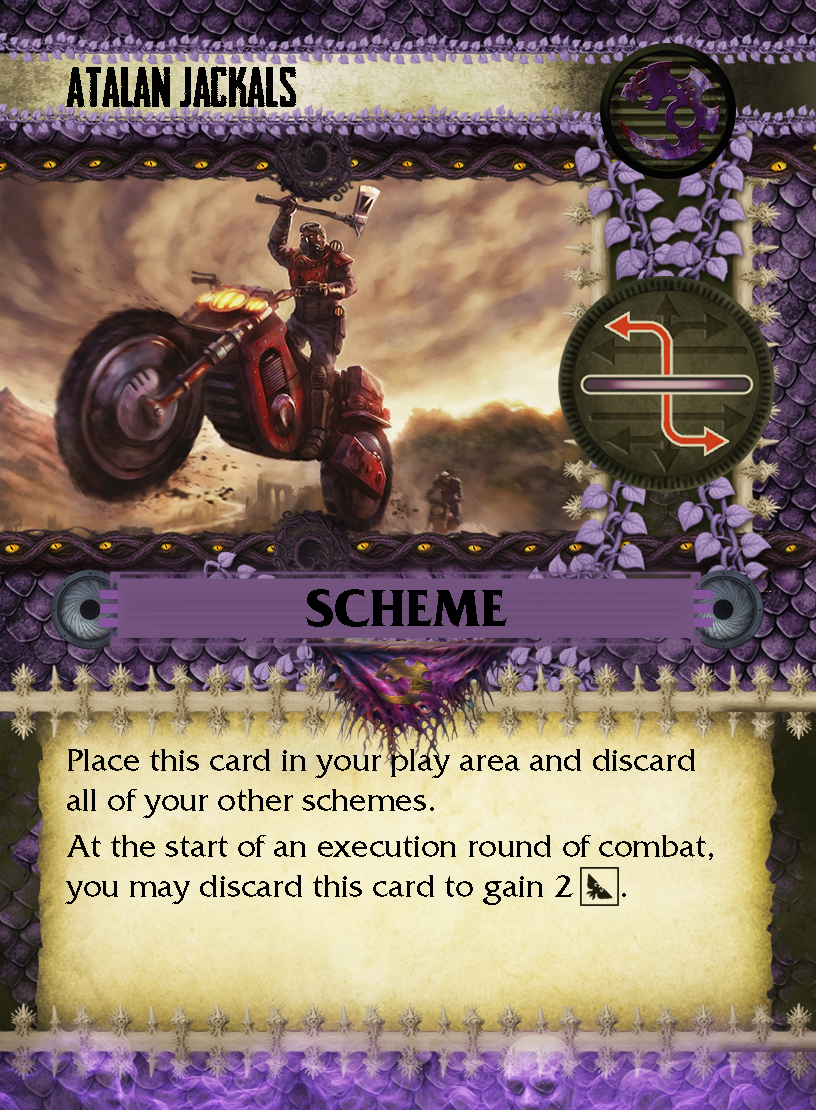 ATALAN JACKALS
SCHEME
Place this card in your play area and discard
all of your other schemes.
At the start of an execution round of combat,
you may discard this card to gain 2 .